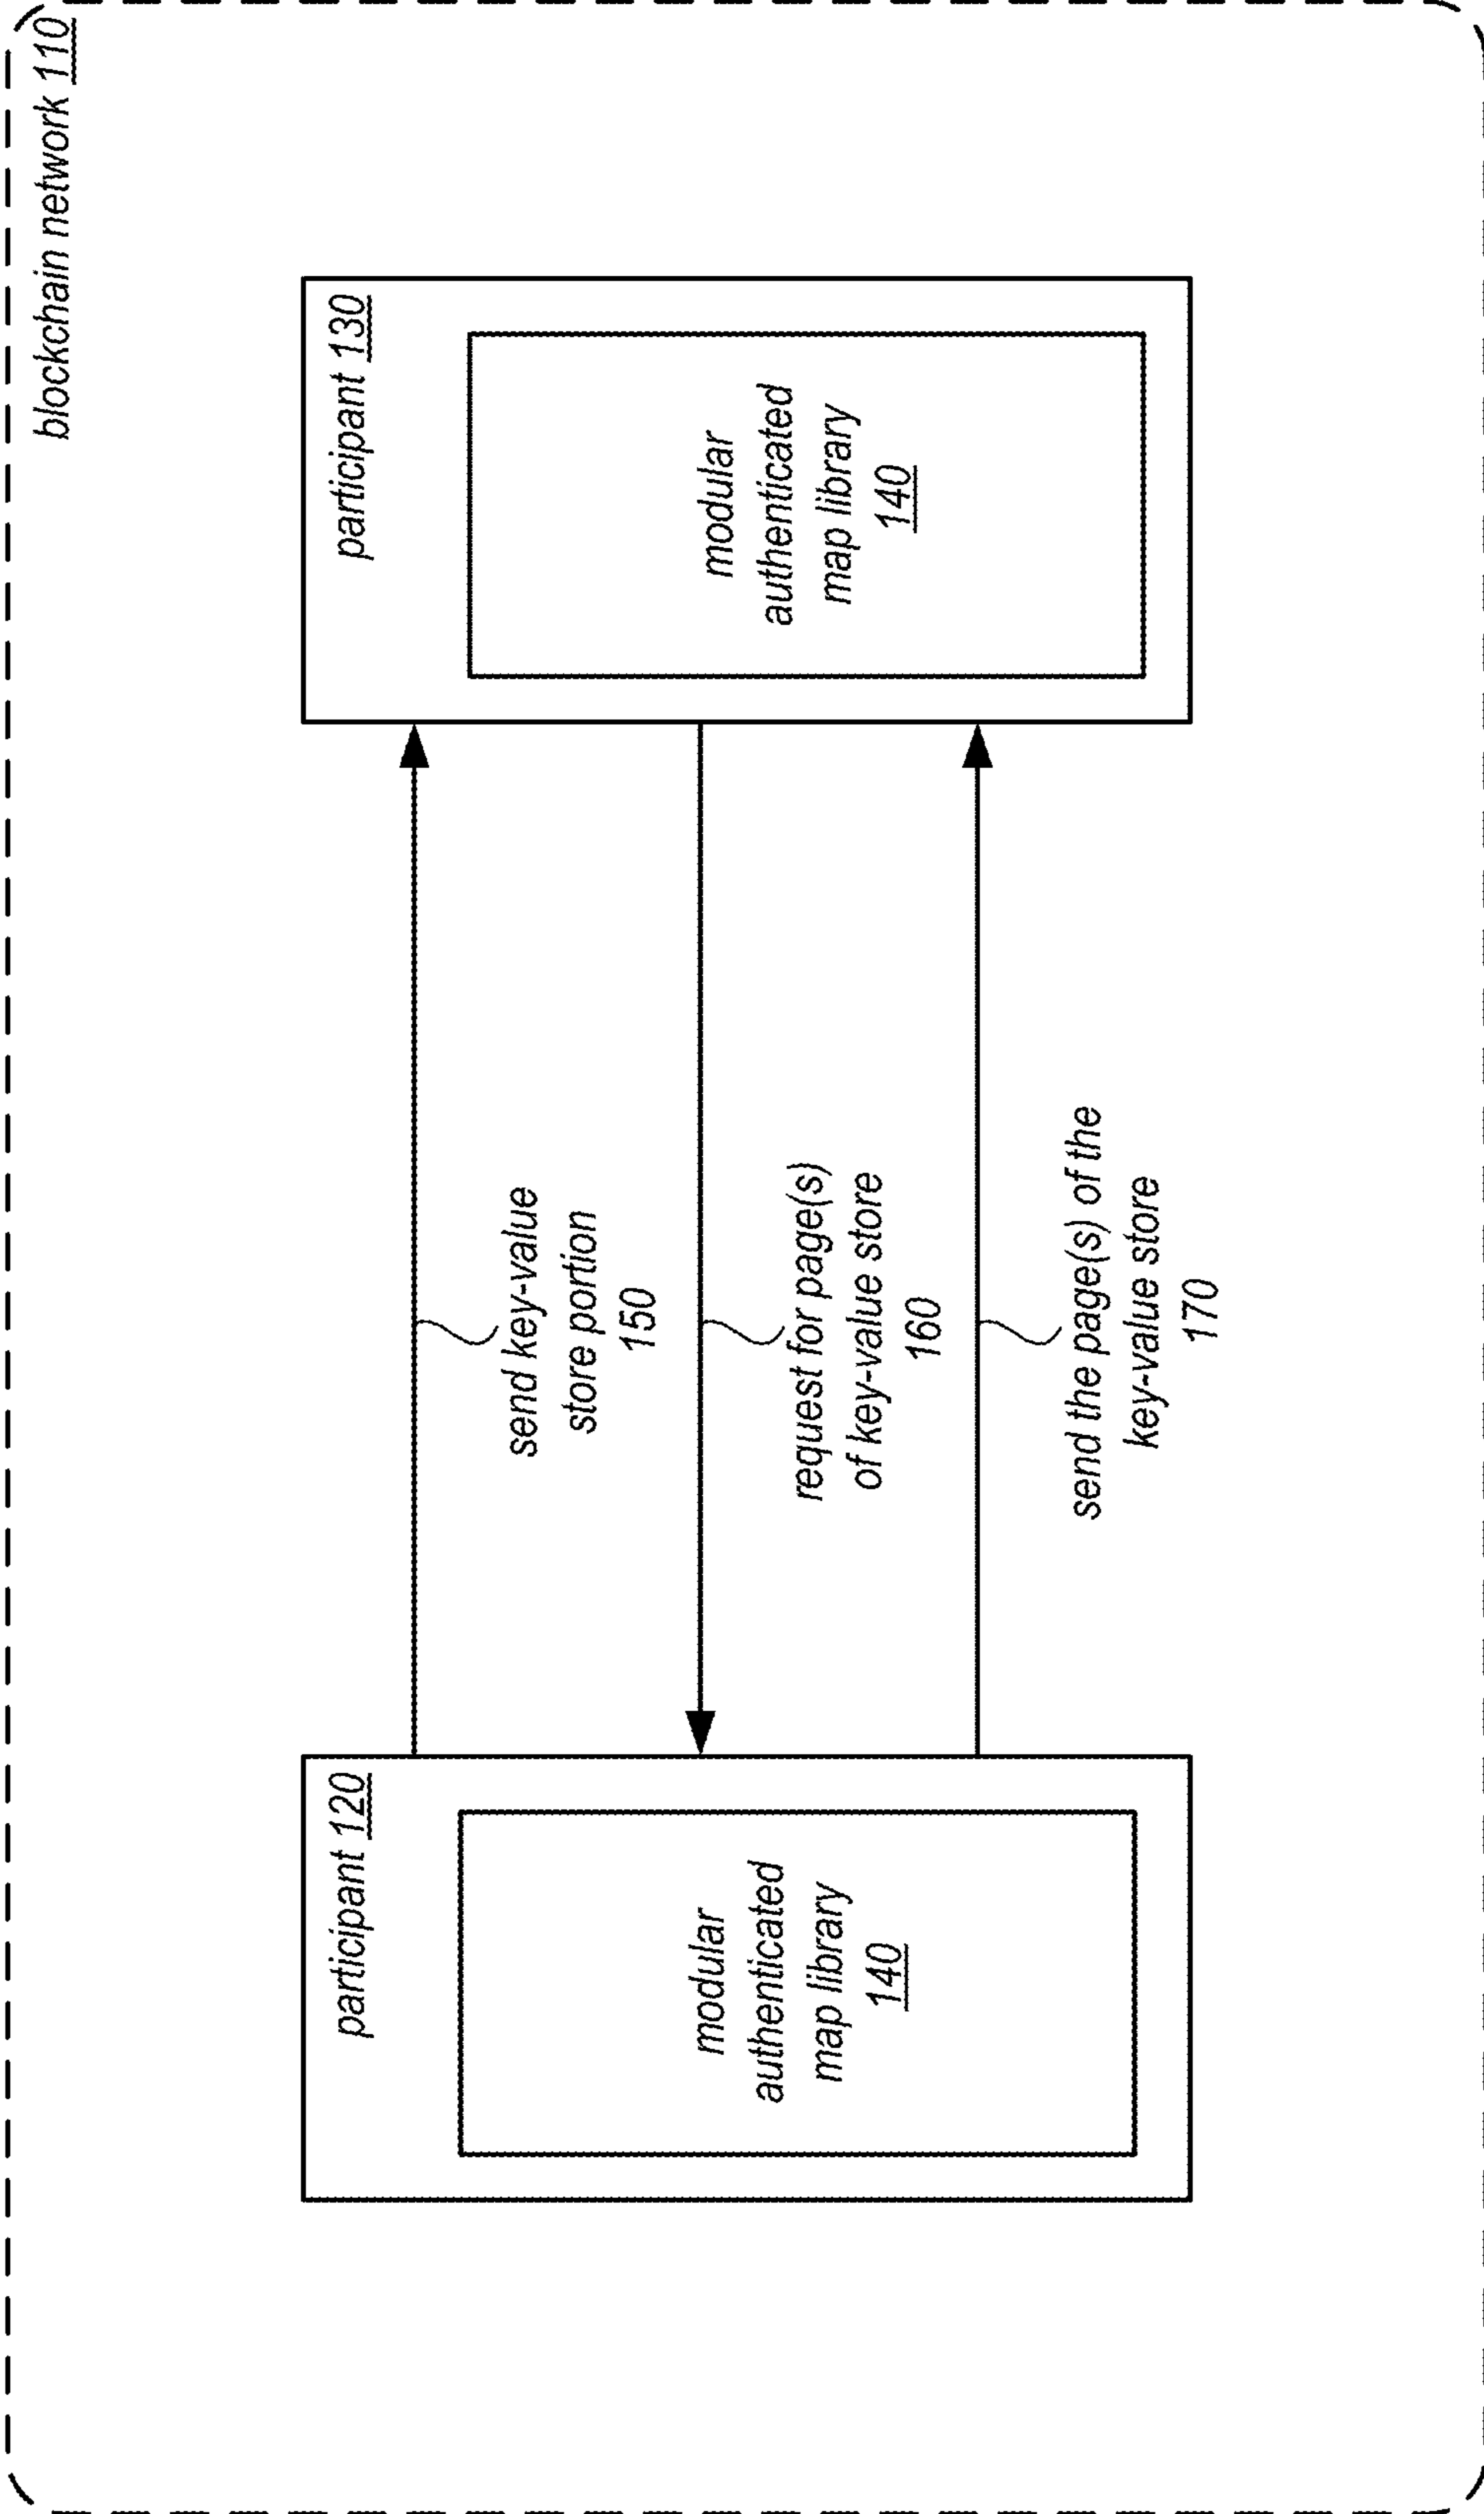 blockchain network 110
participant 120
modular
authenticated
map library
140
send key-value
store portion
150
request for page(s)
of key-value store
160
send the page(s) of the
key-value store
170
participant 130
modular
authenticated
map library
140